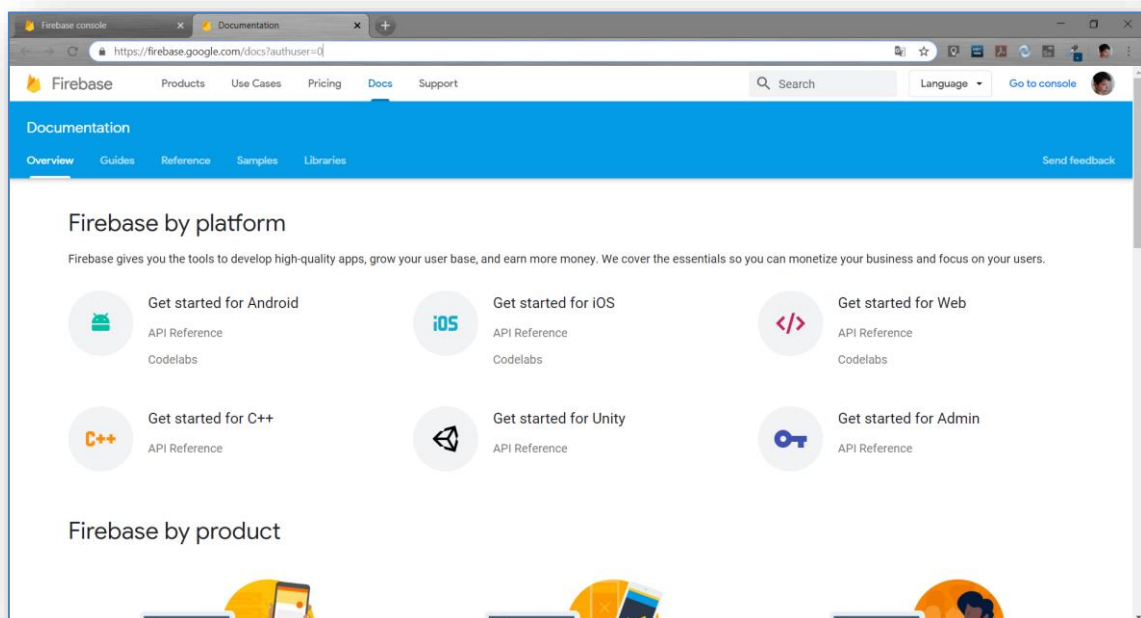 Firebase console
Documentation
https://firebase.google.com/docs?authuser=0
Firebase Products Use Cases Pricing Docs Support Search Language Go to console
Documentation
Overview Guides Reference Samples Libraries Send feedback
Firebase by platform
Firebase gives you the tools to develop high-quality apps, grow your user base, and earn more money. We cover the essentials so you can monetize your business and focus on your users.
Get started for Android
API Reference
Codelabs
iOS
Get started for iOS
API Reference
Codelabs
</>
Get started for Web
API Reference
Codelabs
C++
Get started for C++
API Reference
Get started for Unity
API Reference
Get started for Admin
API Reference
Firebase by product